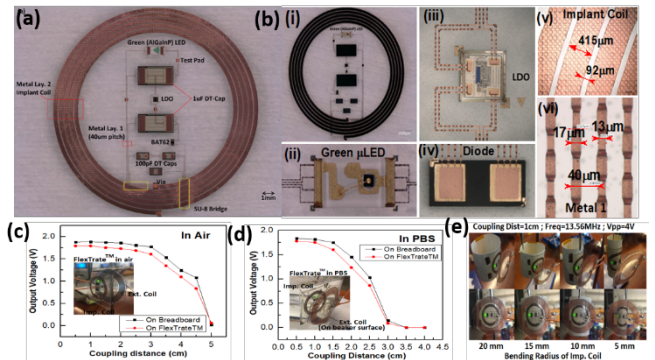 (a)
Green (AlGaInP) LED
Test Pad
Metal Lay. 2
Implant Coil
LDO
1uF DT-Cap
Metal Lay. 1
(40um pitch)
BAT62
100pF DT Caps
Via
SU-8 Bridge
1mm
(b)
(i)
(ii)
Green µLED
(iii)
LDO
(iv)
Diode
(v)
Implant Coil
415µm
92µm
(vi)
17µm
13µm
40µm
Metal 1
(c)
In Air
Output Voltage (V)
2.0
1.5
1.0
0.5
0.0
On Breadboard
On FlexTrateTM
FlexTrate™ in air
Imp. Coil
Ext. Coil
On Breadboard
On FlexTrateTM
0 1 2 3 4 5
Coupling distance (cm)
(d)
In PBS
Output Voltage (V)
2.0
1.5
1.0
0.5
0.0
On Breadboard
On FlexTrateTM
FlexTrate™ in PBS
Imp. Coil
Ext. Coil
(On beaker surface)
0.0 0.5 1.0 1.5 2.0 2.5 3.0 3.5 4.0 4.5
Coupling distance (cm)
(e)
Coupling Dist=1cm ; Freq=13.56MHz ; Vpp=4V
20 mm 15 mm 10 mm 5 mm
Bending Radius of Imp. Coil